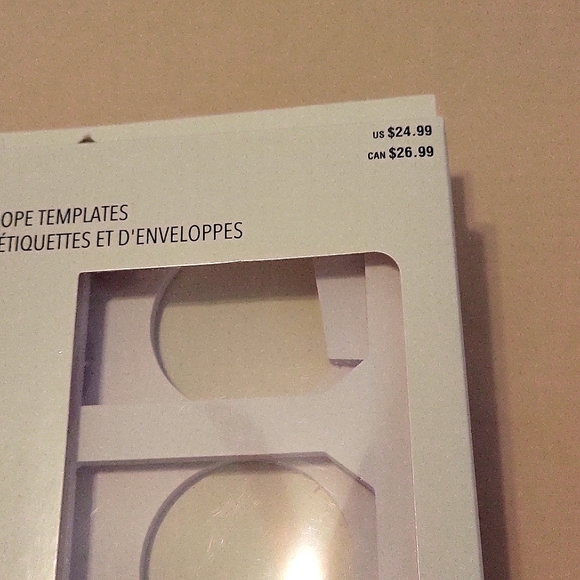 US $24.99
CAN $26.99
OPE TEMPLATES
ÉTIQUETTES ET D'ENVELOPPES